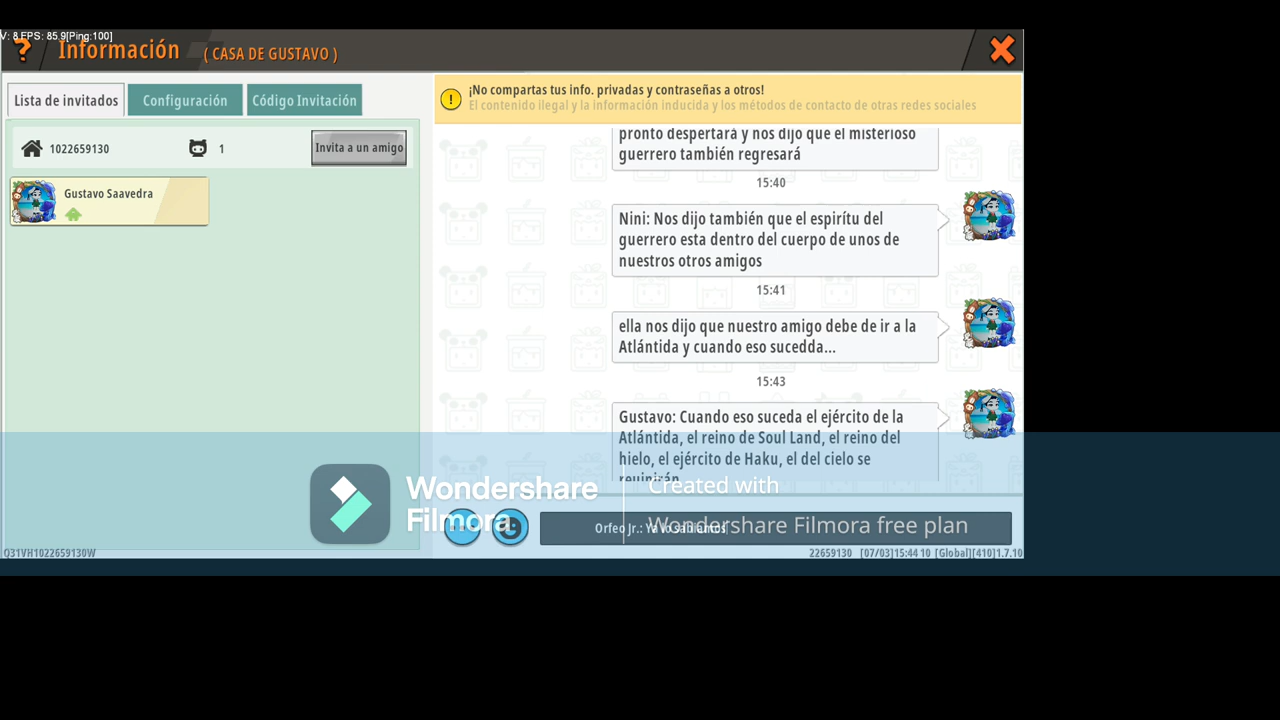 V: 8 FPS: 85.9[Ping:100]
? Información ( CASA DE GUSTAVO )
Lista de invitados Configuración Código Invitación
1022659130 1 Invita a un amigo
Gustavo Saavedra
¡No compartas tus info. privadas y contraseñas a otros!
El contenido ilegal y la información inducida y los métodos de contacto de otras redes sociales
pronto despertará y nos dijo que el misterioso
guerrero también regresará
15:40
Nini: Nos dijo también que el espirítu del
guerrero esta dentro del cuerpo de unos de
nuestros otros amigos
15:41
ella nos dijo que nuestro amigo debe de ir a la
Atlántida y cuando eso sucedda...
15:43
Gustavo: Cuando eso suceda el ejército de la
Atlántida, el reino de Soul Land, el reino del
hielo, el ejército de Haku, el del cielo se
reunirán
Orfeo Jr.: Ya lo sabíamos
Wondershare
Filmora
Created with
Wondershare Filmora free plan
Q31VH1022659130W
22659130 [07/03]15:44 10 [Global][410]1.7.10